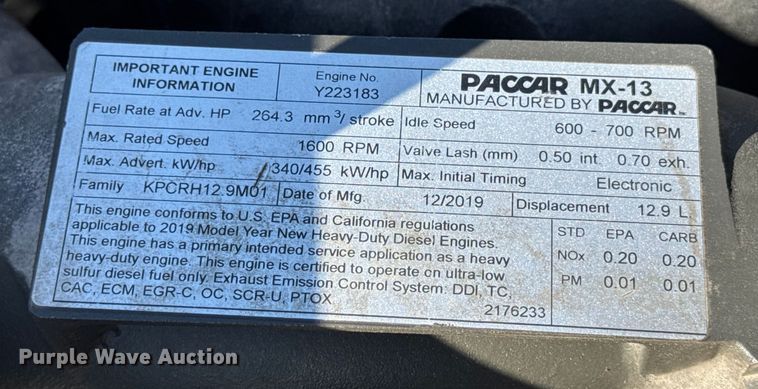 IMPORTANT ENGINE INFORMATION
Engine No. Y223183
PACCAR MX-13
MANUFACTURED BY PACCAR
Fuel Rate at Adv. HP 264.3 mm³/ stroke
Idle Speed 600 - 700 RPM
Max. Rated Speed 1600 RPM
Valve Lash (mm) 0.50 int. 0.70 exh.
Max. Advert. kW/hp 340/455 kW/hp
Max. Initial Timing Electronic
Family KPCRH12.9M01
Date of Mfg. 12/2019
Displacement 12.9 L
This engine conforms to U.S. EPA and California regulations
applicable to 2019 Model Year New Heavy-Duty Diesel Engines.
This engine has a primary intended service application as a heavy
heavy-duty engine. This engine is certified to operate on ultra-low
sulfur diesel fuel only. Exhaust Emission Control System: DDI, TC,
CAC, ECM, EGR-C, OC, SCR-U, PTOX
2176233
STD EPA CARB
NOx 0.20 0.20
PM 0.01 0.01
Purple Wave Auction